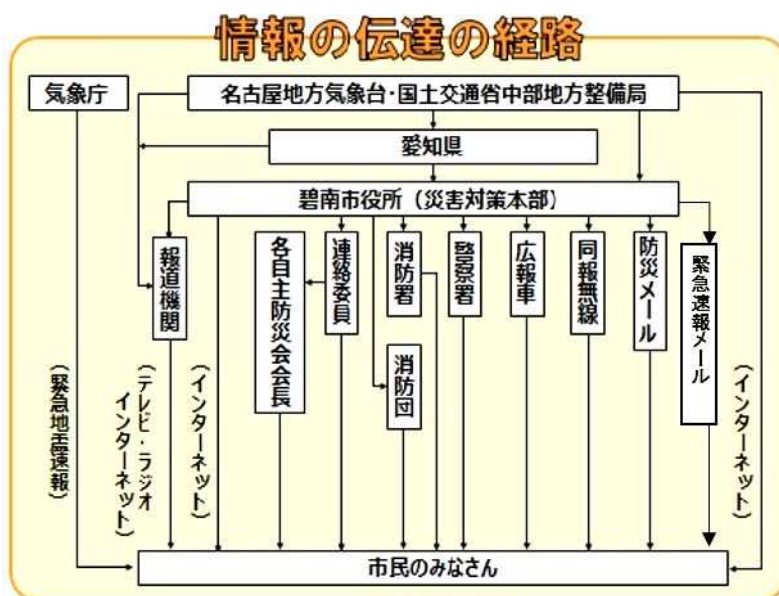 情報の伝達の経路
気象庁
名古屋地方気象台・国土交通省中部地方整備局
愛知県
碧南市役所（災害対策本部）
報道機関
各自主防災会会長
連絡委員
消防署
警察署
広報車
同報無線
防災メール
緊急速報メール
消防団
（緊急地震速報）
（テレビ・ラジオ
インターネット）
（インターネット）
（インターネット）
市民のみなさん